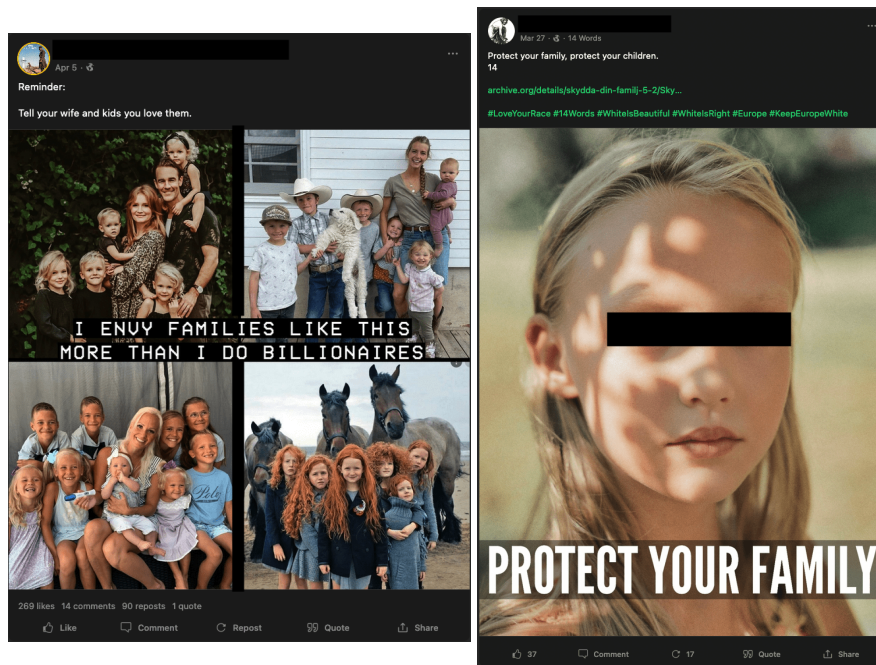 Apr 5 ·
Reminder:
Tell your wife and kids you love them.
I ENVY FAMILIES LIKE THIS
MORE THAN I DO BILLIONAIRES
269 likes 14 comments 90 reposts 1 quote
Like Comment Repost Quote Share
Mar 27 · · 14 Words
Protect your family, protect your children.
14
archive.org/details/skydda-din-familj-5-2/Sky...
#LoveYourRace #14Words #WhiteIsBeautiful #WhiteIsRight #Europe #KeepEuropeWhite
PROTECT YOUR FAMILY
37 Comment 17 Quote Share